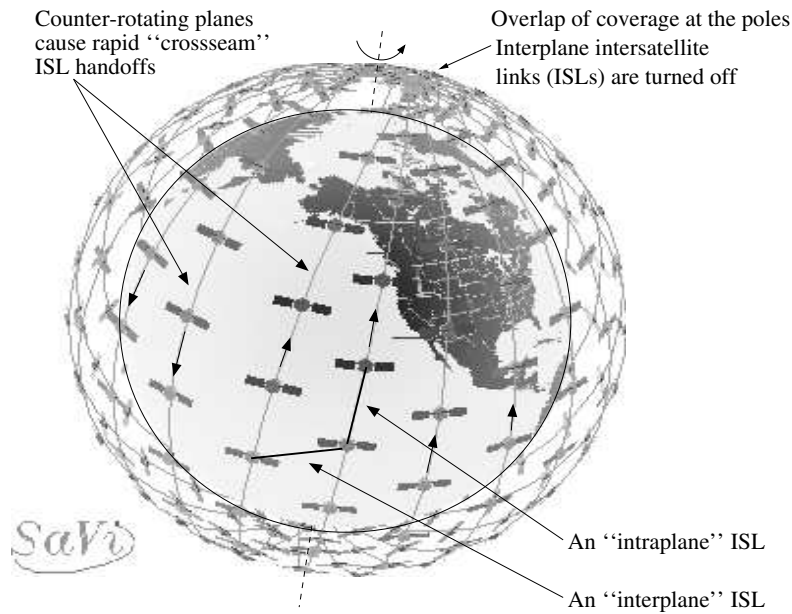 Counter-rotating planes
cause rapid ‘‘crossseam’’
ISL handoffs
Overlap of coverage at the poles
Interplane intersatellite
links (ISLs) are turned off
SaVi
An ‘‘intraplane’’ ISL
An ‘‘interplane’’ ISL